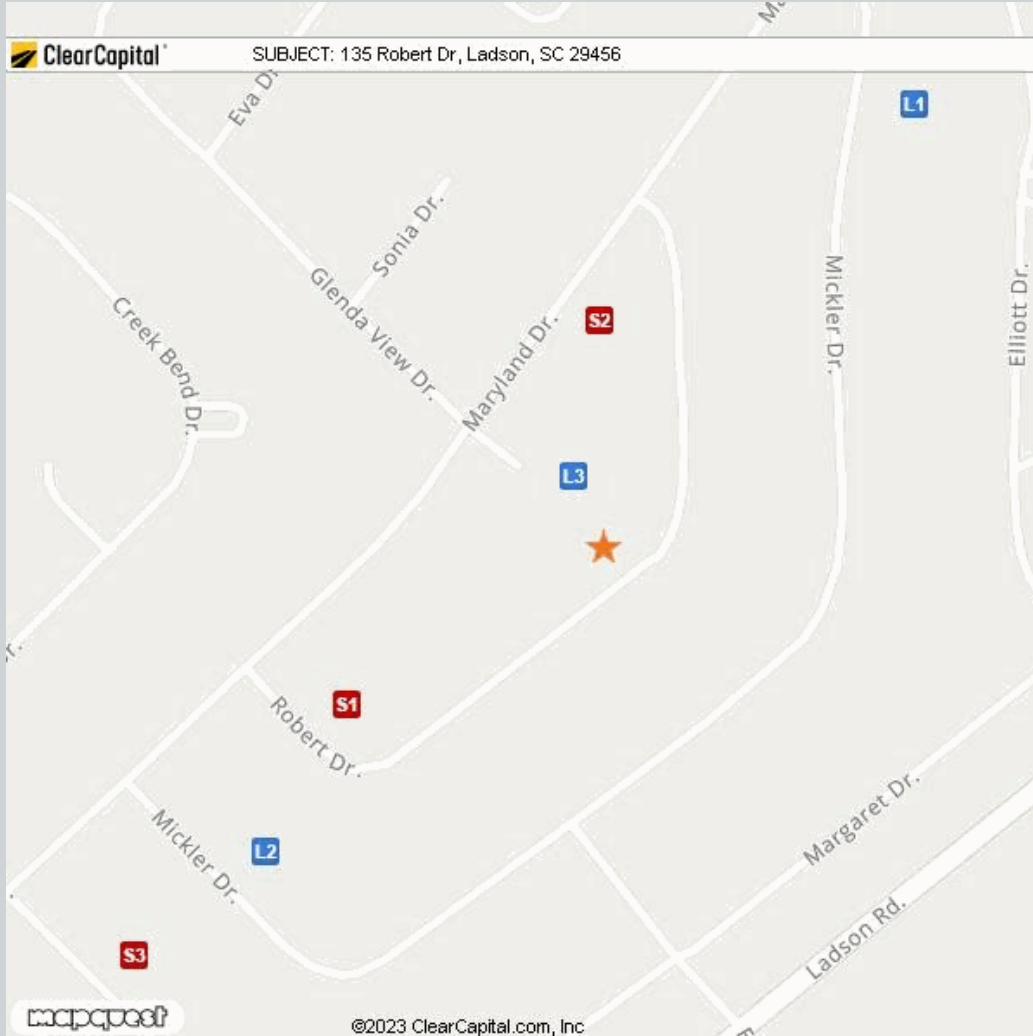 Ma
ClearCapital
SUBJECT: 135 Robert Dr, Ladson, SC 29456
L1
Eva Dr
Sonia Dr.
Glenda View Dr.
Maryland Dr.
S2
Mickler Dr.
Elliott Dr.
Creek Bend Dr.
L3
S1
Robert Dr.
Mickler Dr.
L2
Margaret Dr.
Ladson Rd.
S3
mapquest
©2023 ClearCapital.com, Inc